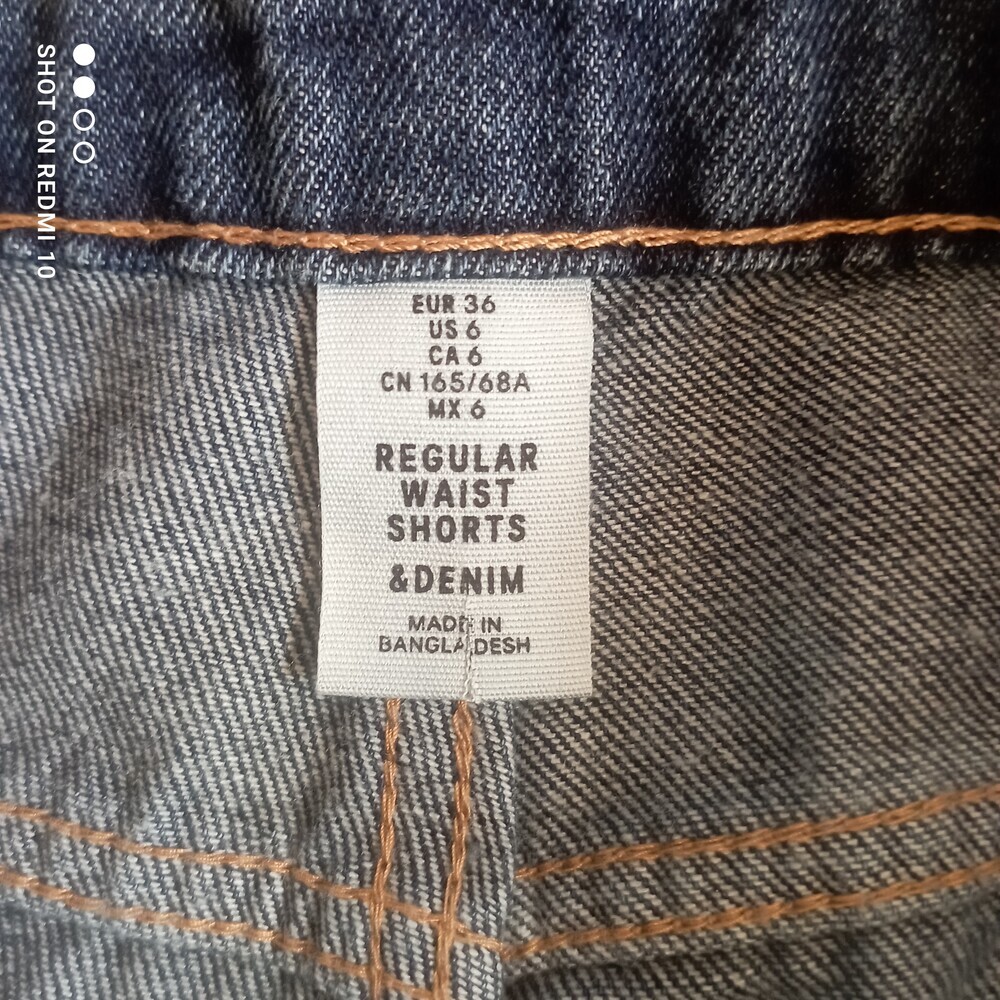 SHOT ON REDMI 10
EUR 36
US 6
CA 6
CN 165/68A
MX 6
REGULAR
WAIST
SHORTS
&DENIM
MADE IN
BANGLADESH